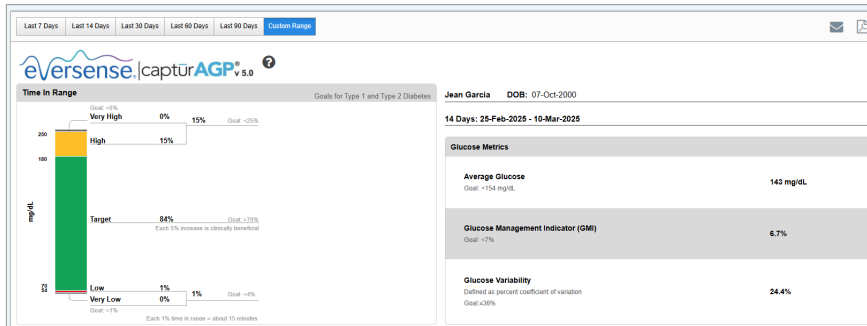 Last 7 Days Last 14 Days Last 30 Days Last 60 Days Last 90 Days Custom Range
eversense. | captūrAGP® v 5.0 ?
Time In Range Goals for Type 1 and Type 2 Diabetes
Goal: <5%
Very High 0%
15% Goal: <25%
250
High 15%
180
mg/dL
Target 84% Goal: >70%
Each 5% increase is clinically beneficial
70
54
Low 1%
1% Goal: <4%
Very Low 0%
Goal: <1%
Each 1% time in range = about 15 minutes
Jean Garcia DOB: 07-Oct-2000
14 Days: 25-Feb-2025 - 10-Mar-2025
Glucose Metrics
Average Glucose
Goal: <154 mg/dL
143 mg/dL
Glucose Management Indicator (GMI)
Goal: <7%
6.7%
Glucose Variability
Defined as percent coefficient of variation
Goal:≤36%
24.4%